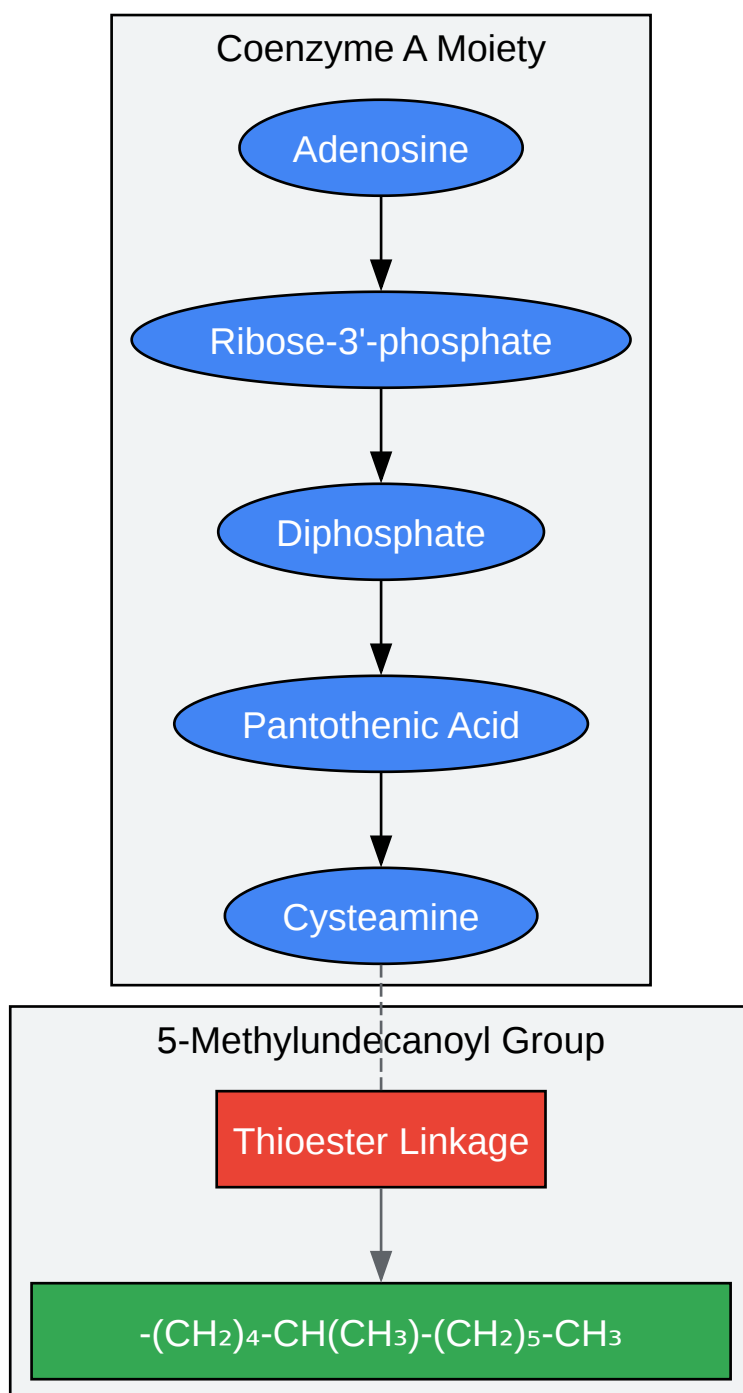 Coenzyme A Moiety
Adenosine
Ribose-3'-phosphate
Diphosphate
Pantothenic Acid
Cysteamine
5-Methylundecanoyl Group
Thioester Linkage
-(CH₂)₄-CH(CH₃)-(CH₂)₅-CH₃